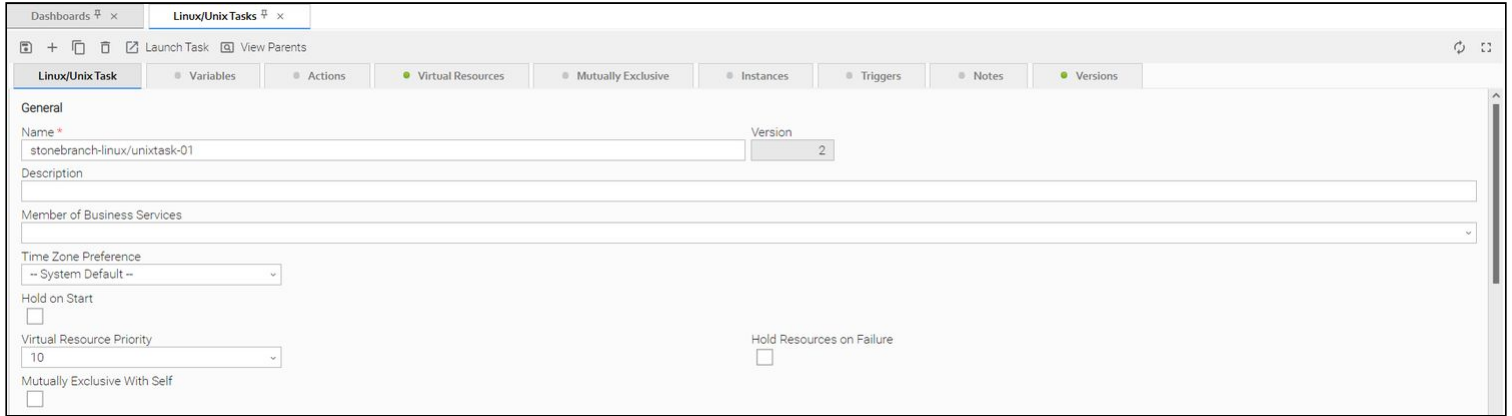 Dashboards
Linux/Unix Tasks
Launch Task View Parents
Linux/Unix Task Variables Actions Virtual Resources Mutually Exclusive Instances Triggers Notes Versions
General
Name * Version
stonebranch-linux/unixtask-01 2
Description
Member of Business Services
Time Zone Preference
-- System Default --
Hold on Start
Virtual Resource Priority Hold Resources on Failure
10
Mutually Exclusive With Self